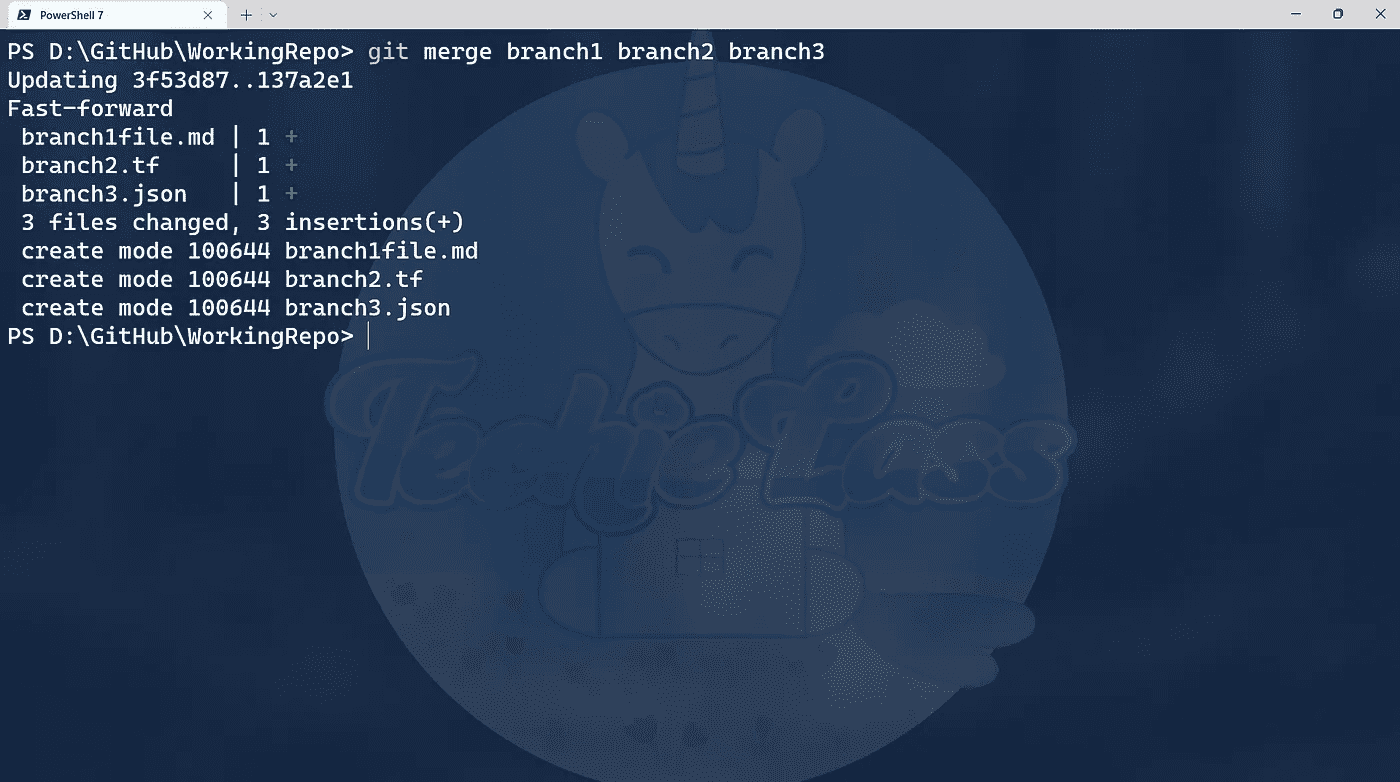 PowerShell 7
PS D:\GitHub\WorkingRepo> git merge branch1 branch2 branch3
Updating 3f53d87..137a2e1
Fast-forward
 branch1file.md | 1 +
 branch2.tf     | 1 +
 branch3.json   | 1 +
 3 files changed, 3 insertions(+)
 create mode 100644 branch1file.md
 create mode 100644 branch2.tf
 create mode 100644 branch3.json
PS D:\GitHub\WorkingRepo>
Techie Lass